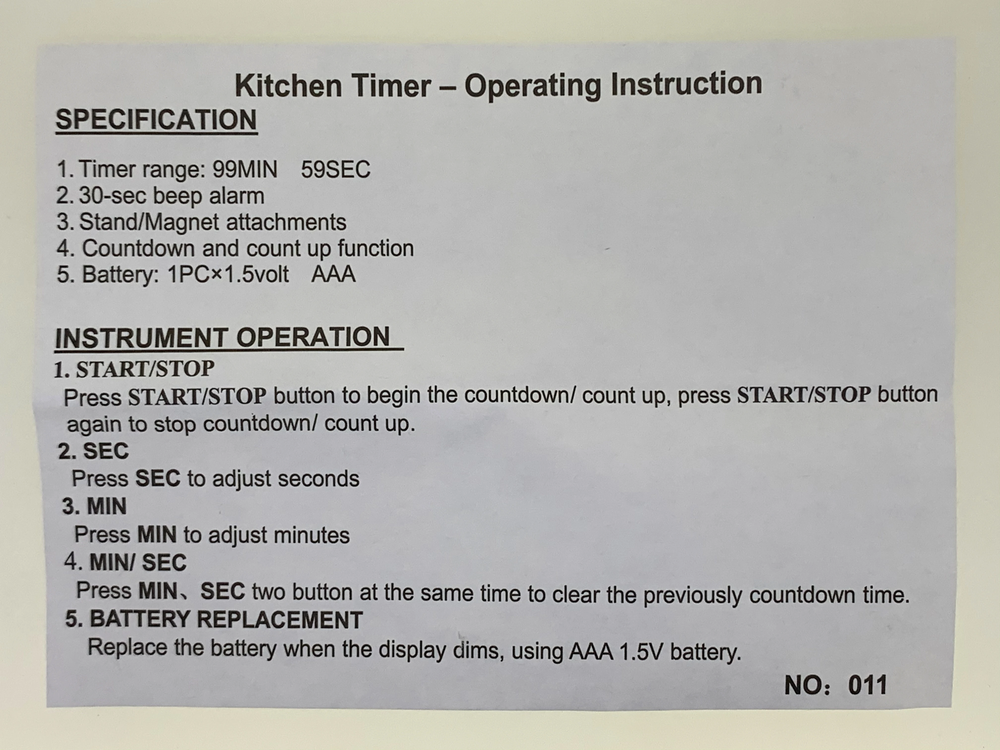 Kitchen Timer – Operating Instruction
SPECIFICATION
1. Timer range: 99MIN 59SEC
2. 30-sec beep alarm
3. Stand/Magnet attachments
4. Countdown and count up function
5. Battery: 1PC×1.5volt AAA
INSTRUMENT OPERATION
1. START/STOP
Press START/STOP button to begin the countdown/ count up, press START/STOP button
again to stop countdown/ count up.
2. SEC
Press SEC to adjust seconds
3. MIN
Press MIN to adjust minutes
4. MIN/ SEC
Press MIN、SEC two button at the same time to clear the previously countdown time.
5. BATTERY REPLACEMENT
Replace the battery when the display dims, using AAA 1.5V battery.
NO：011